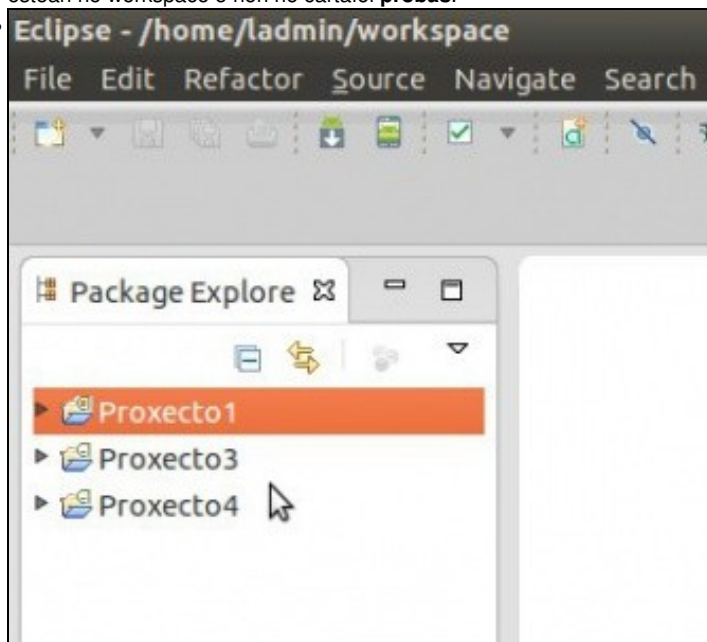 Eclipse - /home/ladmin/workspace
File Edit Refactor Source Navigate Search
Package Explore
Proxecto1
Proxecto3
Proxecto4